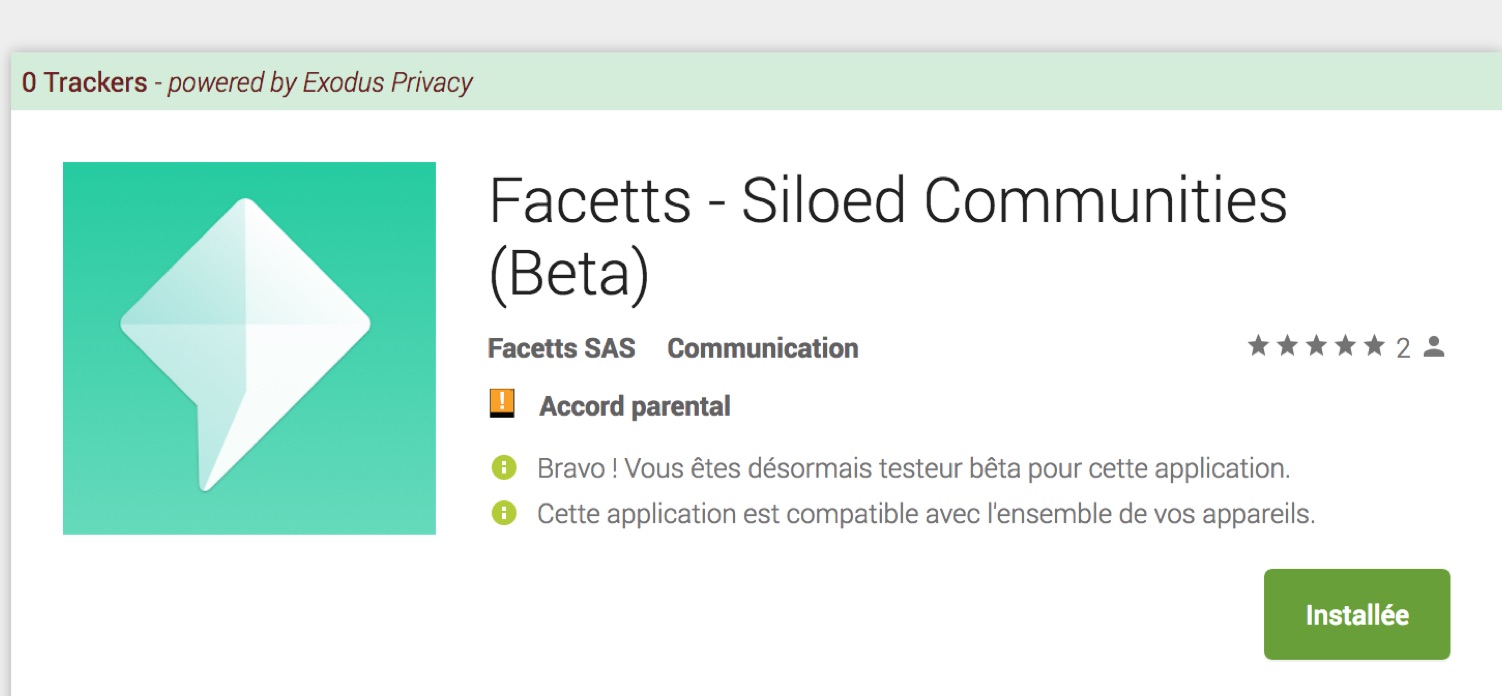 0 Trackers - powered by Exodus Privacy
Facetts - Siloed Communities
(Beta)
Facetts SAS Communication
2
Accord parental
Bravo ! Vous êtes désormais testeur bêta pour cette application.
Cette application est compatible avec l'ensemble de vos appareils.
Installée